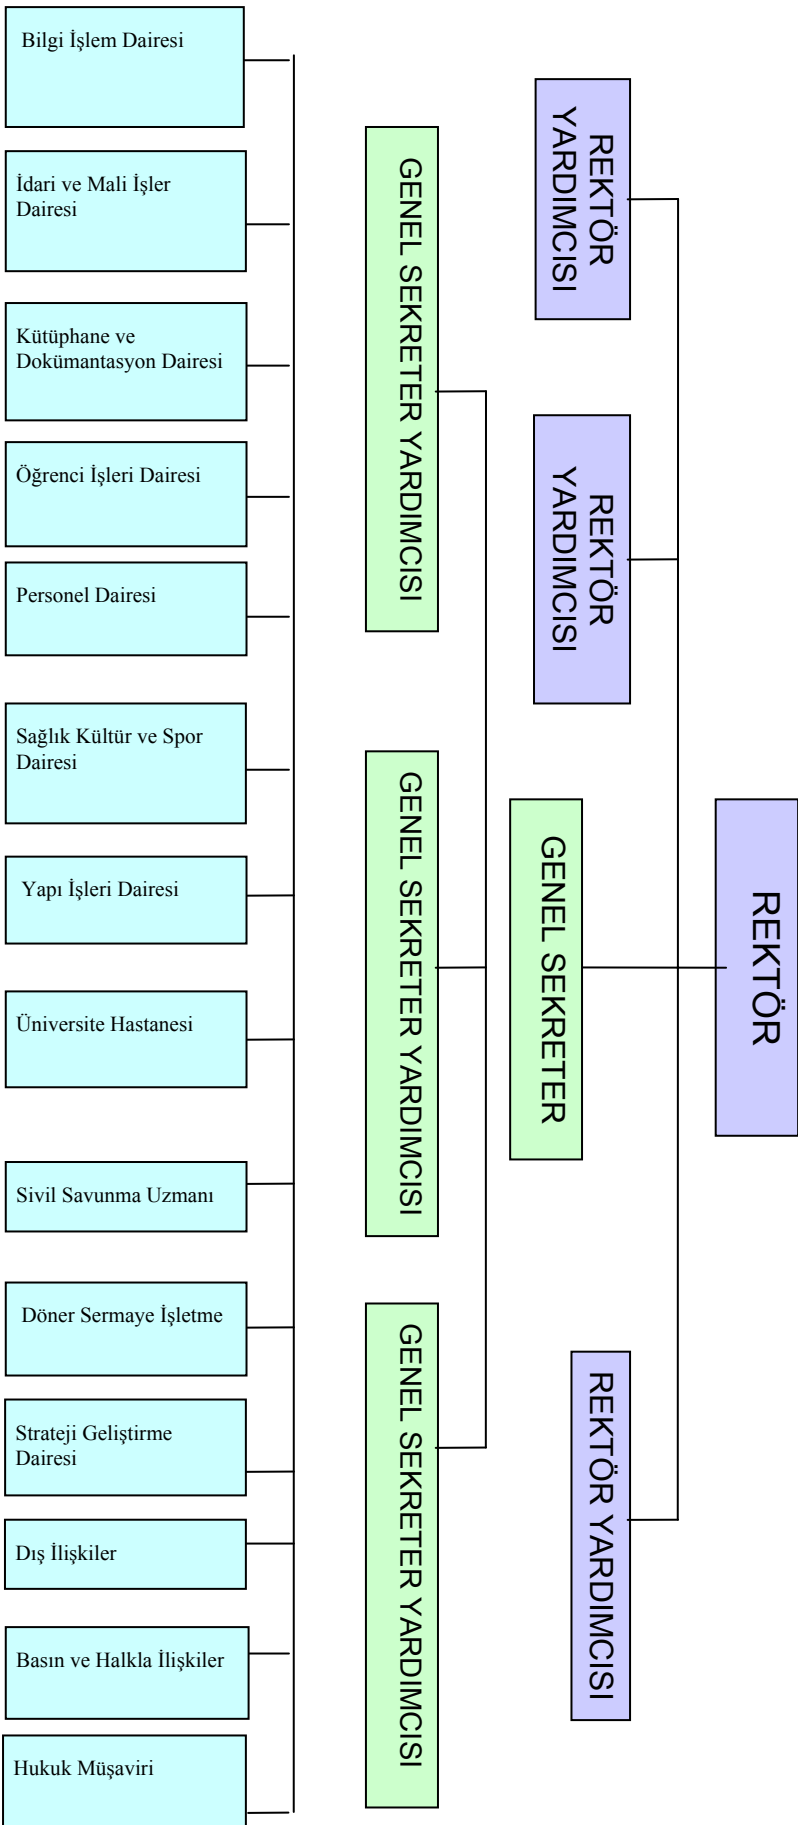 REKTÖR
REKTÖR
YARDIMCISI
REKTÖR
YARDIMCISI
REKTÖR YARDIMCISI
GENEL SEKRETER
GENEL SEKRETER YARDIMCISI
GENEL SEKRETER YARDIMCISI
GENEL SEKRETER YARDIMCISI
Bilgi İşlem Dairesi
İdari ve Mali İşler
Dairesi
Kütüphane ve
Dokümantasyon Dairesi
Öğrenci İşleri Dairesi
Personel Dairesi
Sağlık Kültür ve Spor
Dairesi
Yapı İşleri Dairesi
Üniversite Hastanesi
Sivil Savunma Uzmanı
Döner Sermaye İşletme
Strateji Geliştirme
Dairesi
Dış İlişkiler
Basın ve Halkla İlişkiler
Hukuk Müşaviri